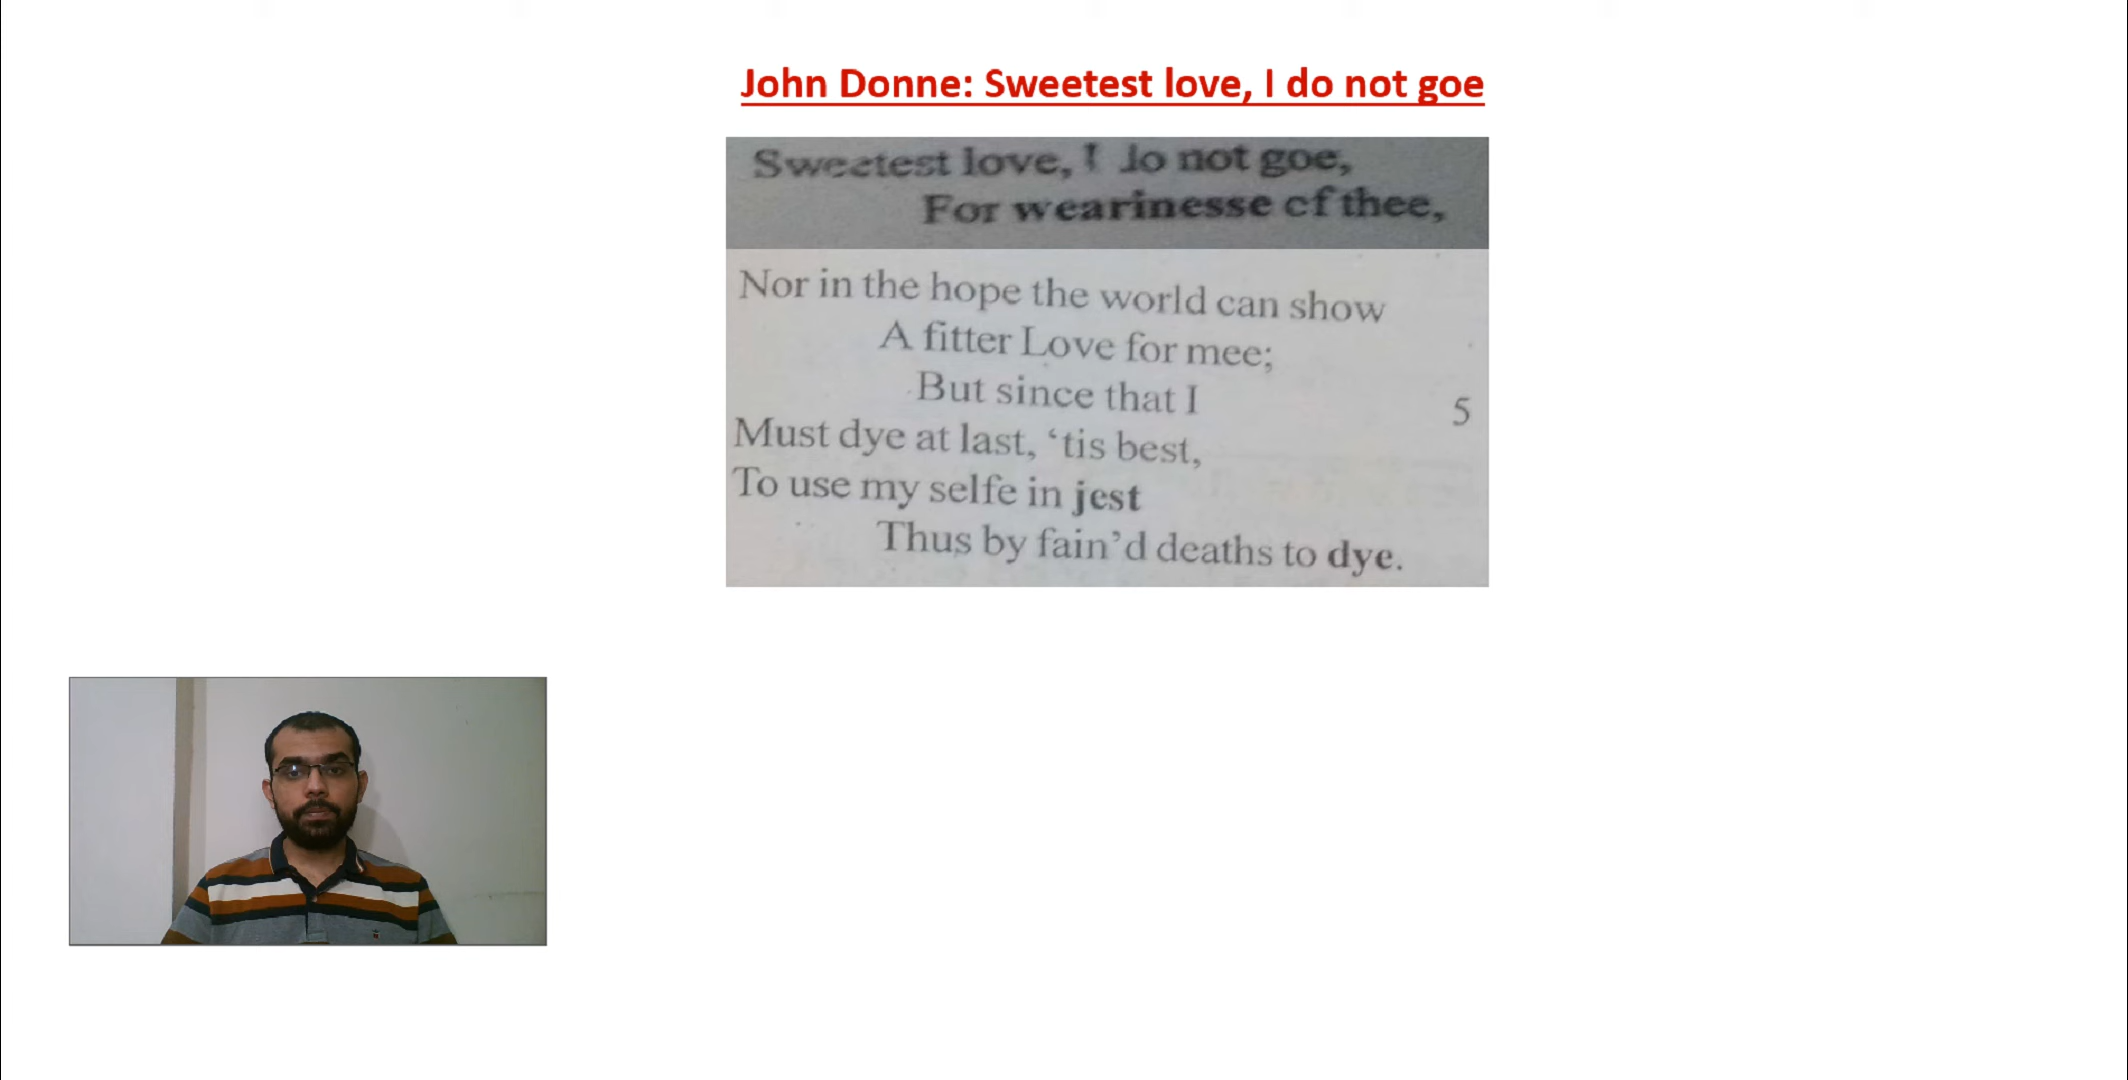 John Donne: Sweetest love, I do not goe
Sweetest love, I do not goe,
For wearinesse of thee,
Nor in the hope the world can show
A fitter Love for mee;
But since that I
5
Must dye at last, ‘tis best,
To use my selfe in jest
Thus by fain’d deaths to dye.